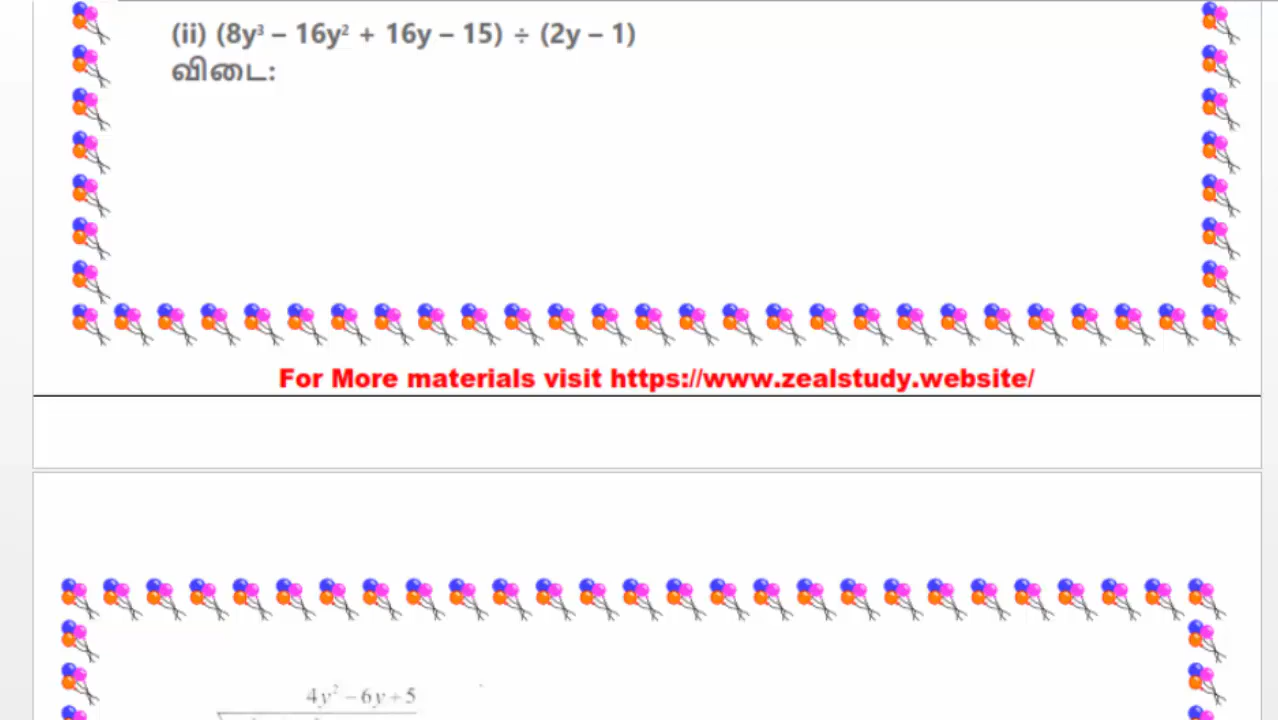 (ii) (8y³ – 16y² + 16y – 15) ÷ (2y – 1)
விடை:
For More materials visit https://www.zealstudy.website/
4y² – 6y + 5